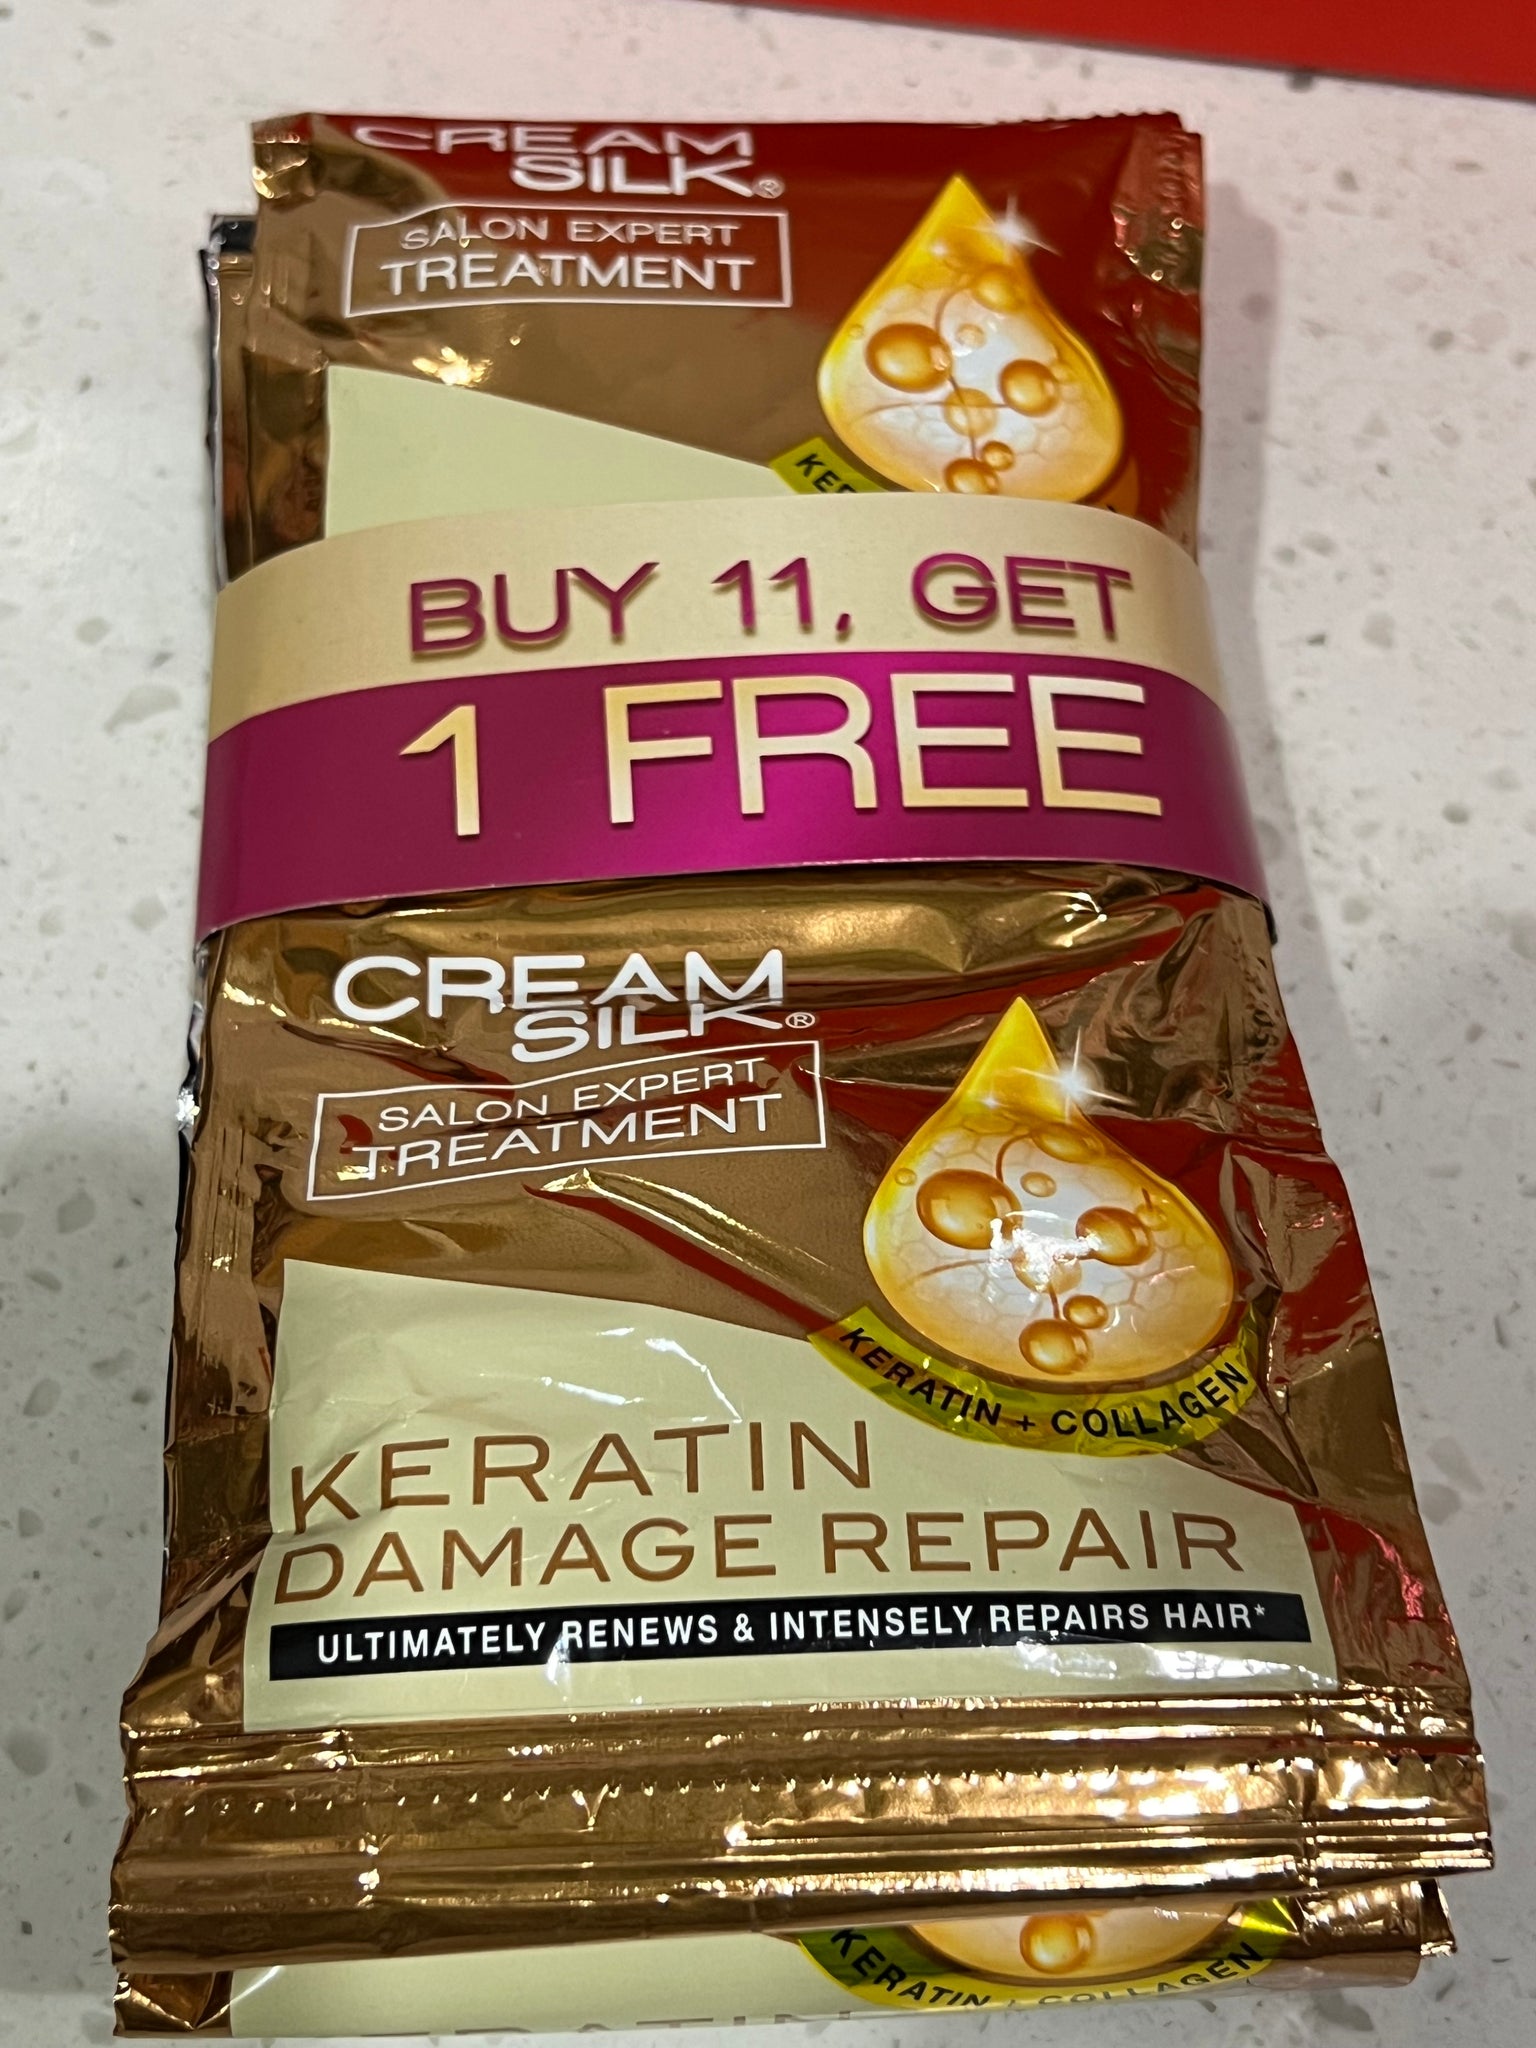 CREAM
SILK®
SALON EXPERT
TREATMENT
BUY 11, GET
1 FREE
CREAM
SILK®
SALON EXPERT
TREATMENT
KERATIN + COLLAGEN
KERATIN
DAMAGE REPAIR
ULTIMATELY RENEWS & INTENSELY REPAIRS HAIR*
KERATIN + COLLAGEN